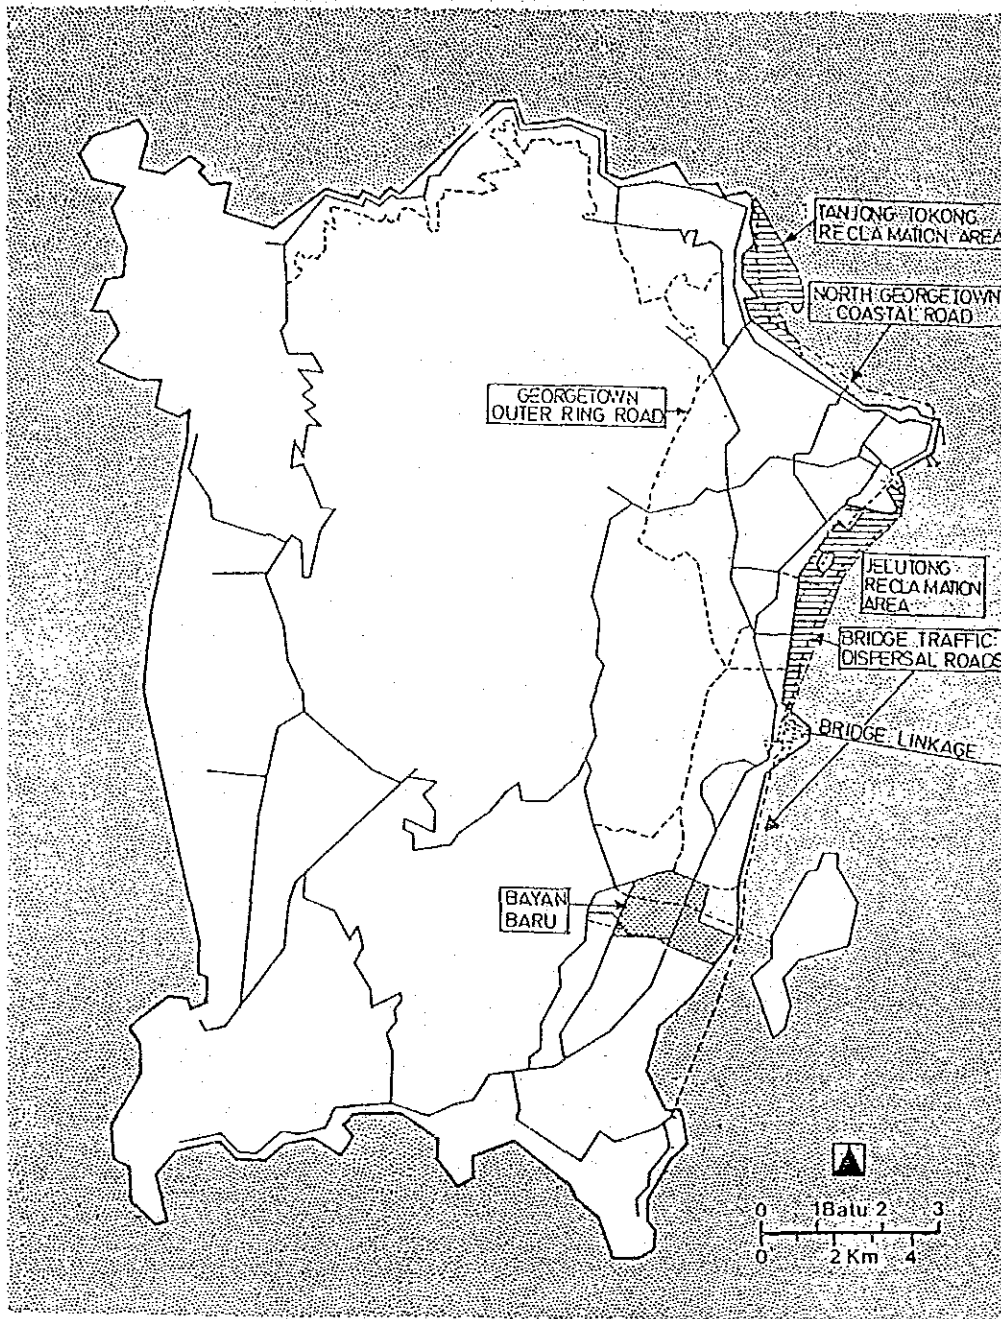 TANJONG TOKONG
RECLAMATION AREA
NORTH GEORGETOWN
COASTAL ROAD
GEORGETOWN
OUTER RING ROAD
JELUTONG
RECLAMATION
AREA
BRIDGE TRAFFIC
DISPERSAL ROADS
BRIDGE LINKAGE
BAYAN
BARU
0 1 Batu 2 3
0 2 Km 4